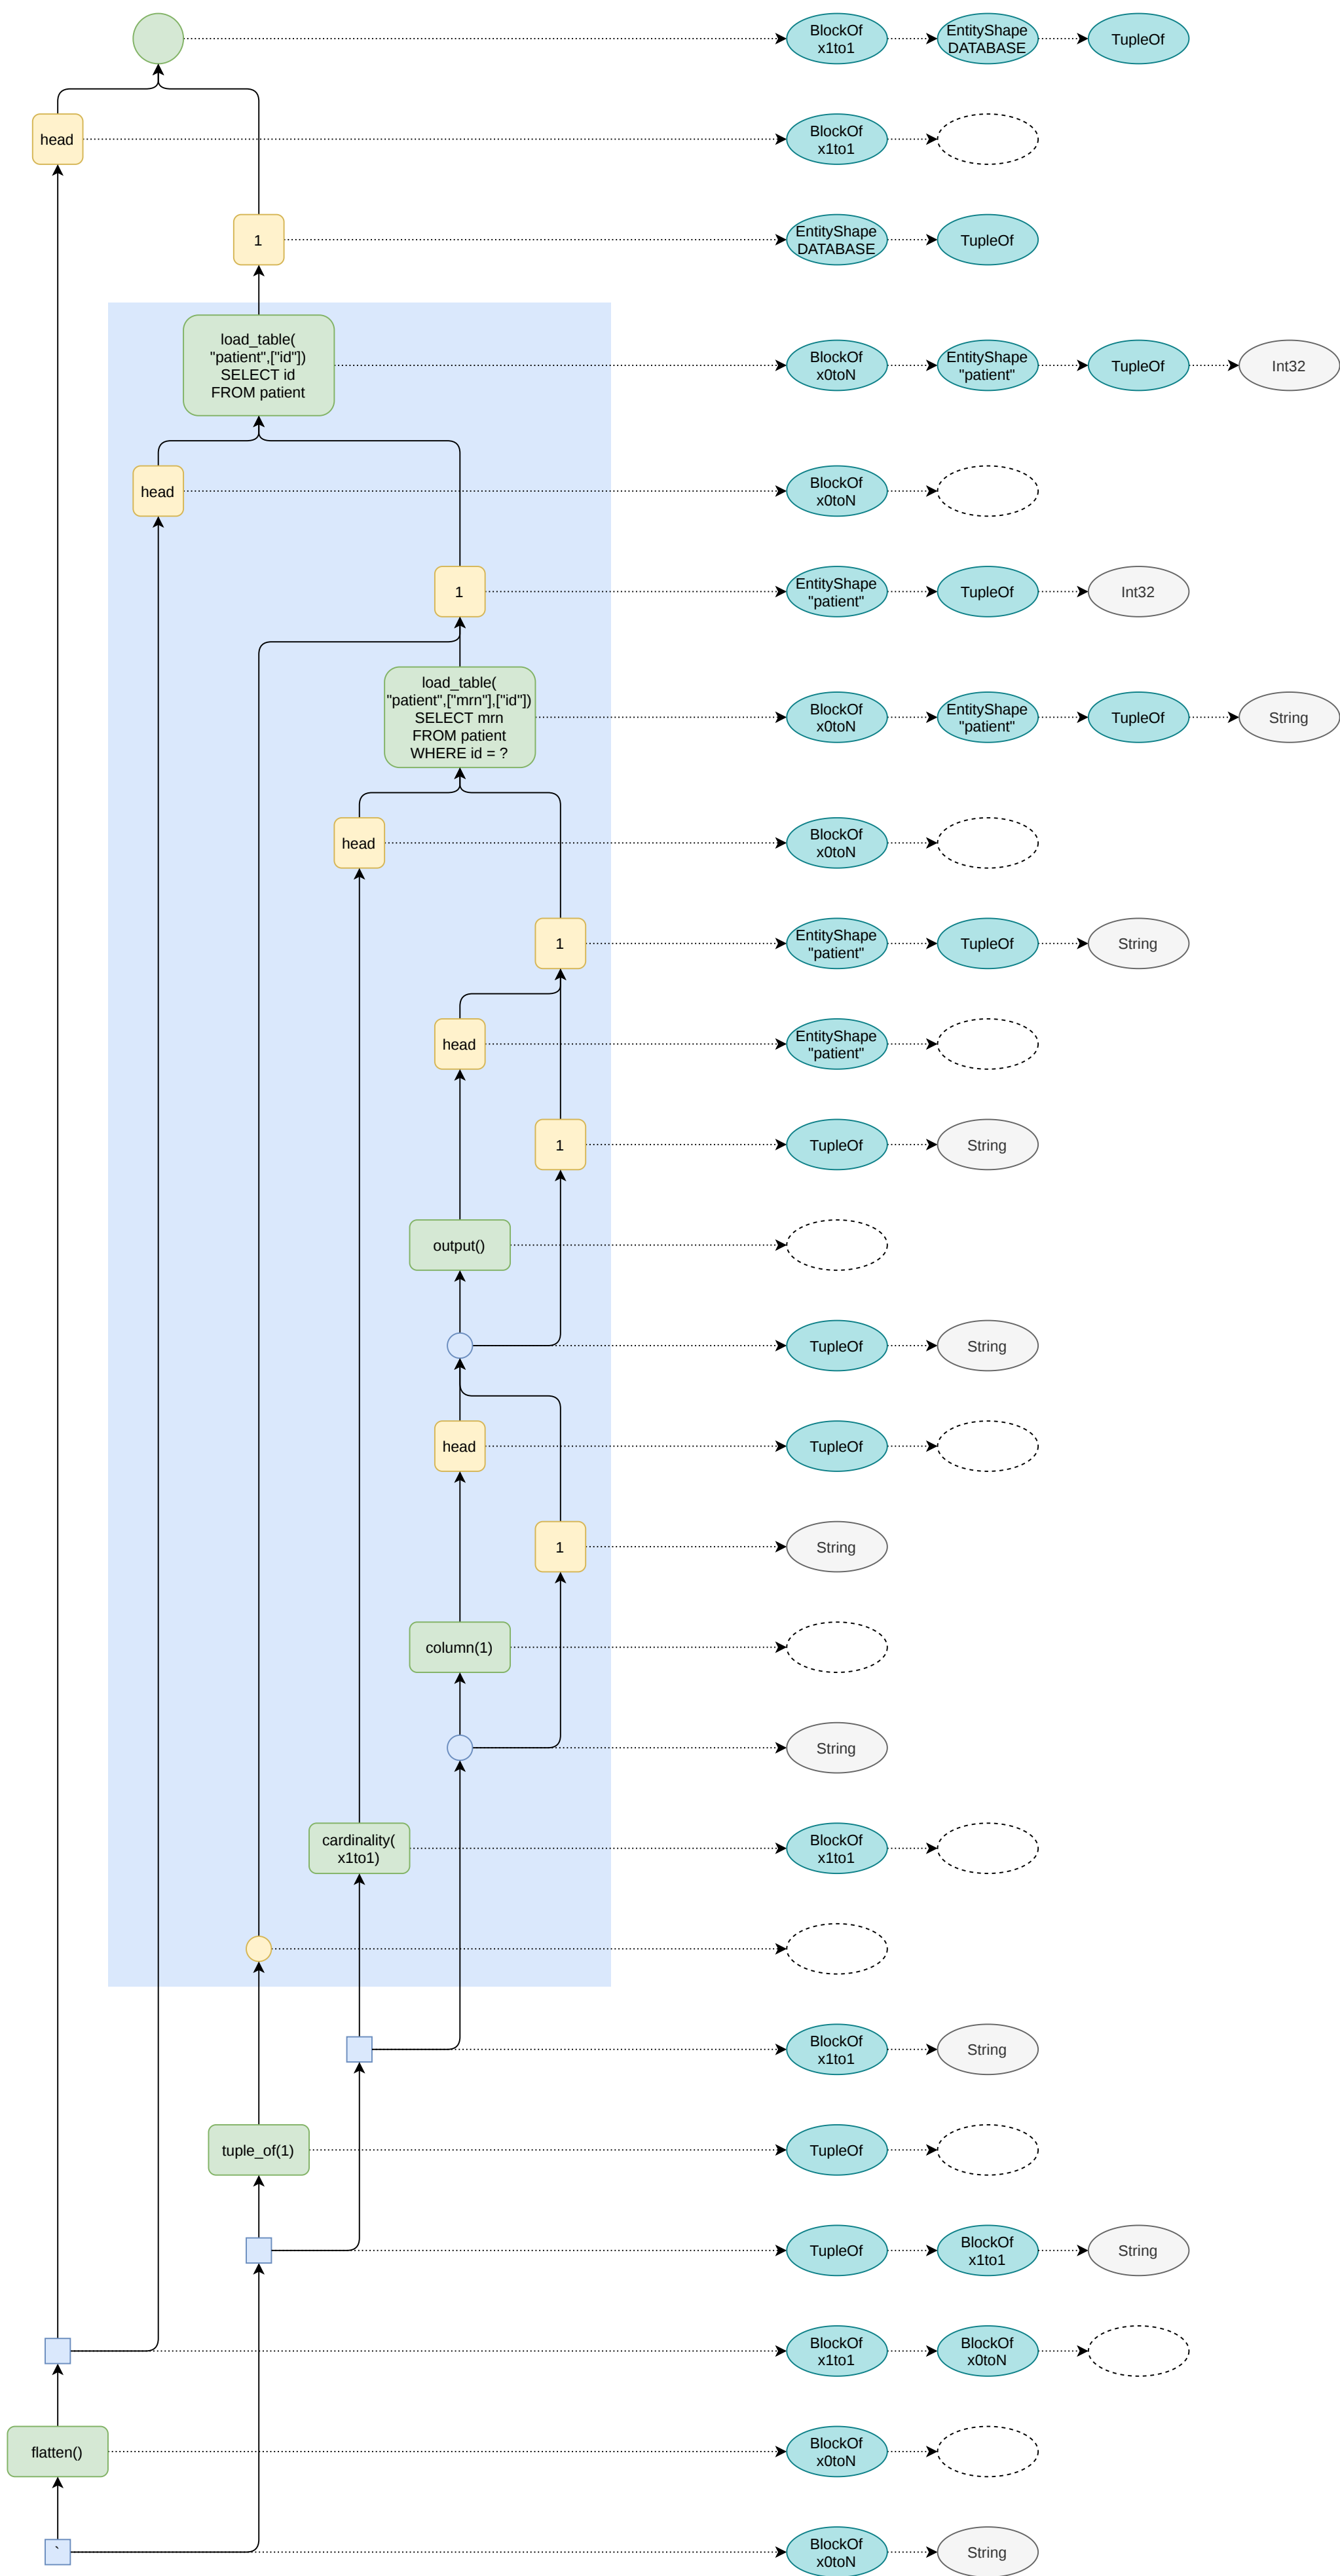 BlockOf
x1to1
EntityShape
DATABASE
TupleOf
head
BlockOf
x1to1
1
EntityShape
DATABASE
TupleOf
load_table(
"patient",["id"])
SELECT id
FROM patient
BlockOf
x0toN
EntityShape
"patient"
TupleOf
Int32
head
BlockOf
x0toN
1
EntityShape
"patient"
TupleOf
Int32
load_table(
"patient",["mrn"],["id"])
SELECT mrn
FROM patient
WHERE id = ?
BlockOf
x0toN
EntityShape
"patient"
TupleOf
String
head
BlockOf
x0toN
1
EntityShape
"patient"
TupleOf
String
head
EntityShape
"patient"
1
TupleOf
String
output()
TupleOf
String
head
TupleOf
1
String
column(1)
String
cardinality(
x1to1)
BlockOf
x1to1
BlockOf
x1to1
String
tuple_of(1)
TupleOf
TupleOf
BlockOf
x1to1
String
BlockOf
x1to1
BlockOf
x0toN
flatten()
BlockOf
x0toN
`
BlockOf
x0toN
String